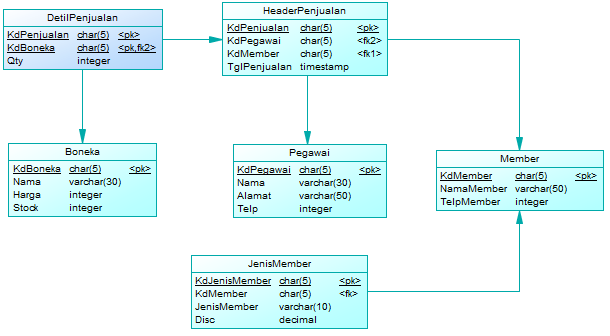 DetilPenjualan
KdPenjualan char(5) <pk>
KdBoneka char(5) <pk,fk2>
Qty integer
HeaderPenjualan
KdPenjualan char(5) <pk>
KdPegawai char(5) <fk2>
KdMember char(5) <fk1>
TglPenjualan timestamp
Boneka
KdBoneka char(5) <pk>
Nama varchar(30)
Harga integer
Stock integer
Pegawai
KdPegawai char(5) <pk>
Nama varchar(30)
Alamat varchar(50)
Telp integer
Member
KdMember char(5) <pk>
NamaMember varchar(50)
TelpMember integer
JenisMember
KdJenisMember char(5) <pk>
KdMember char(5) <fk>
JenisMember varchar(10)
Disc decimal